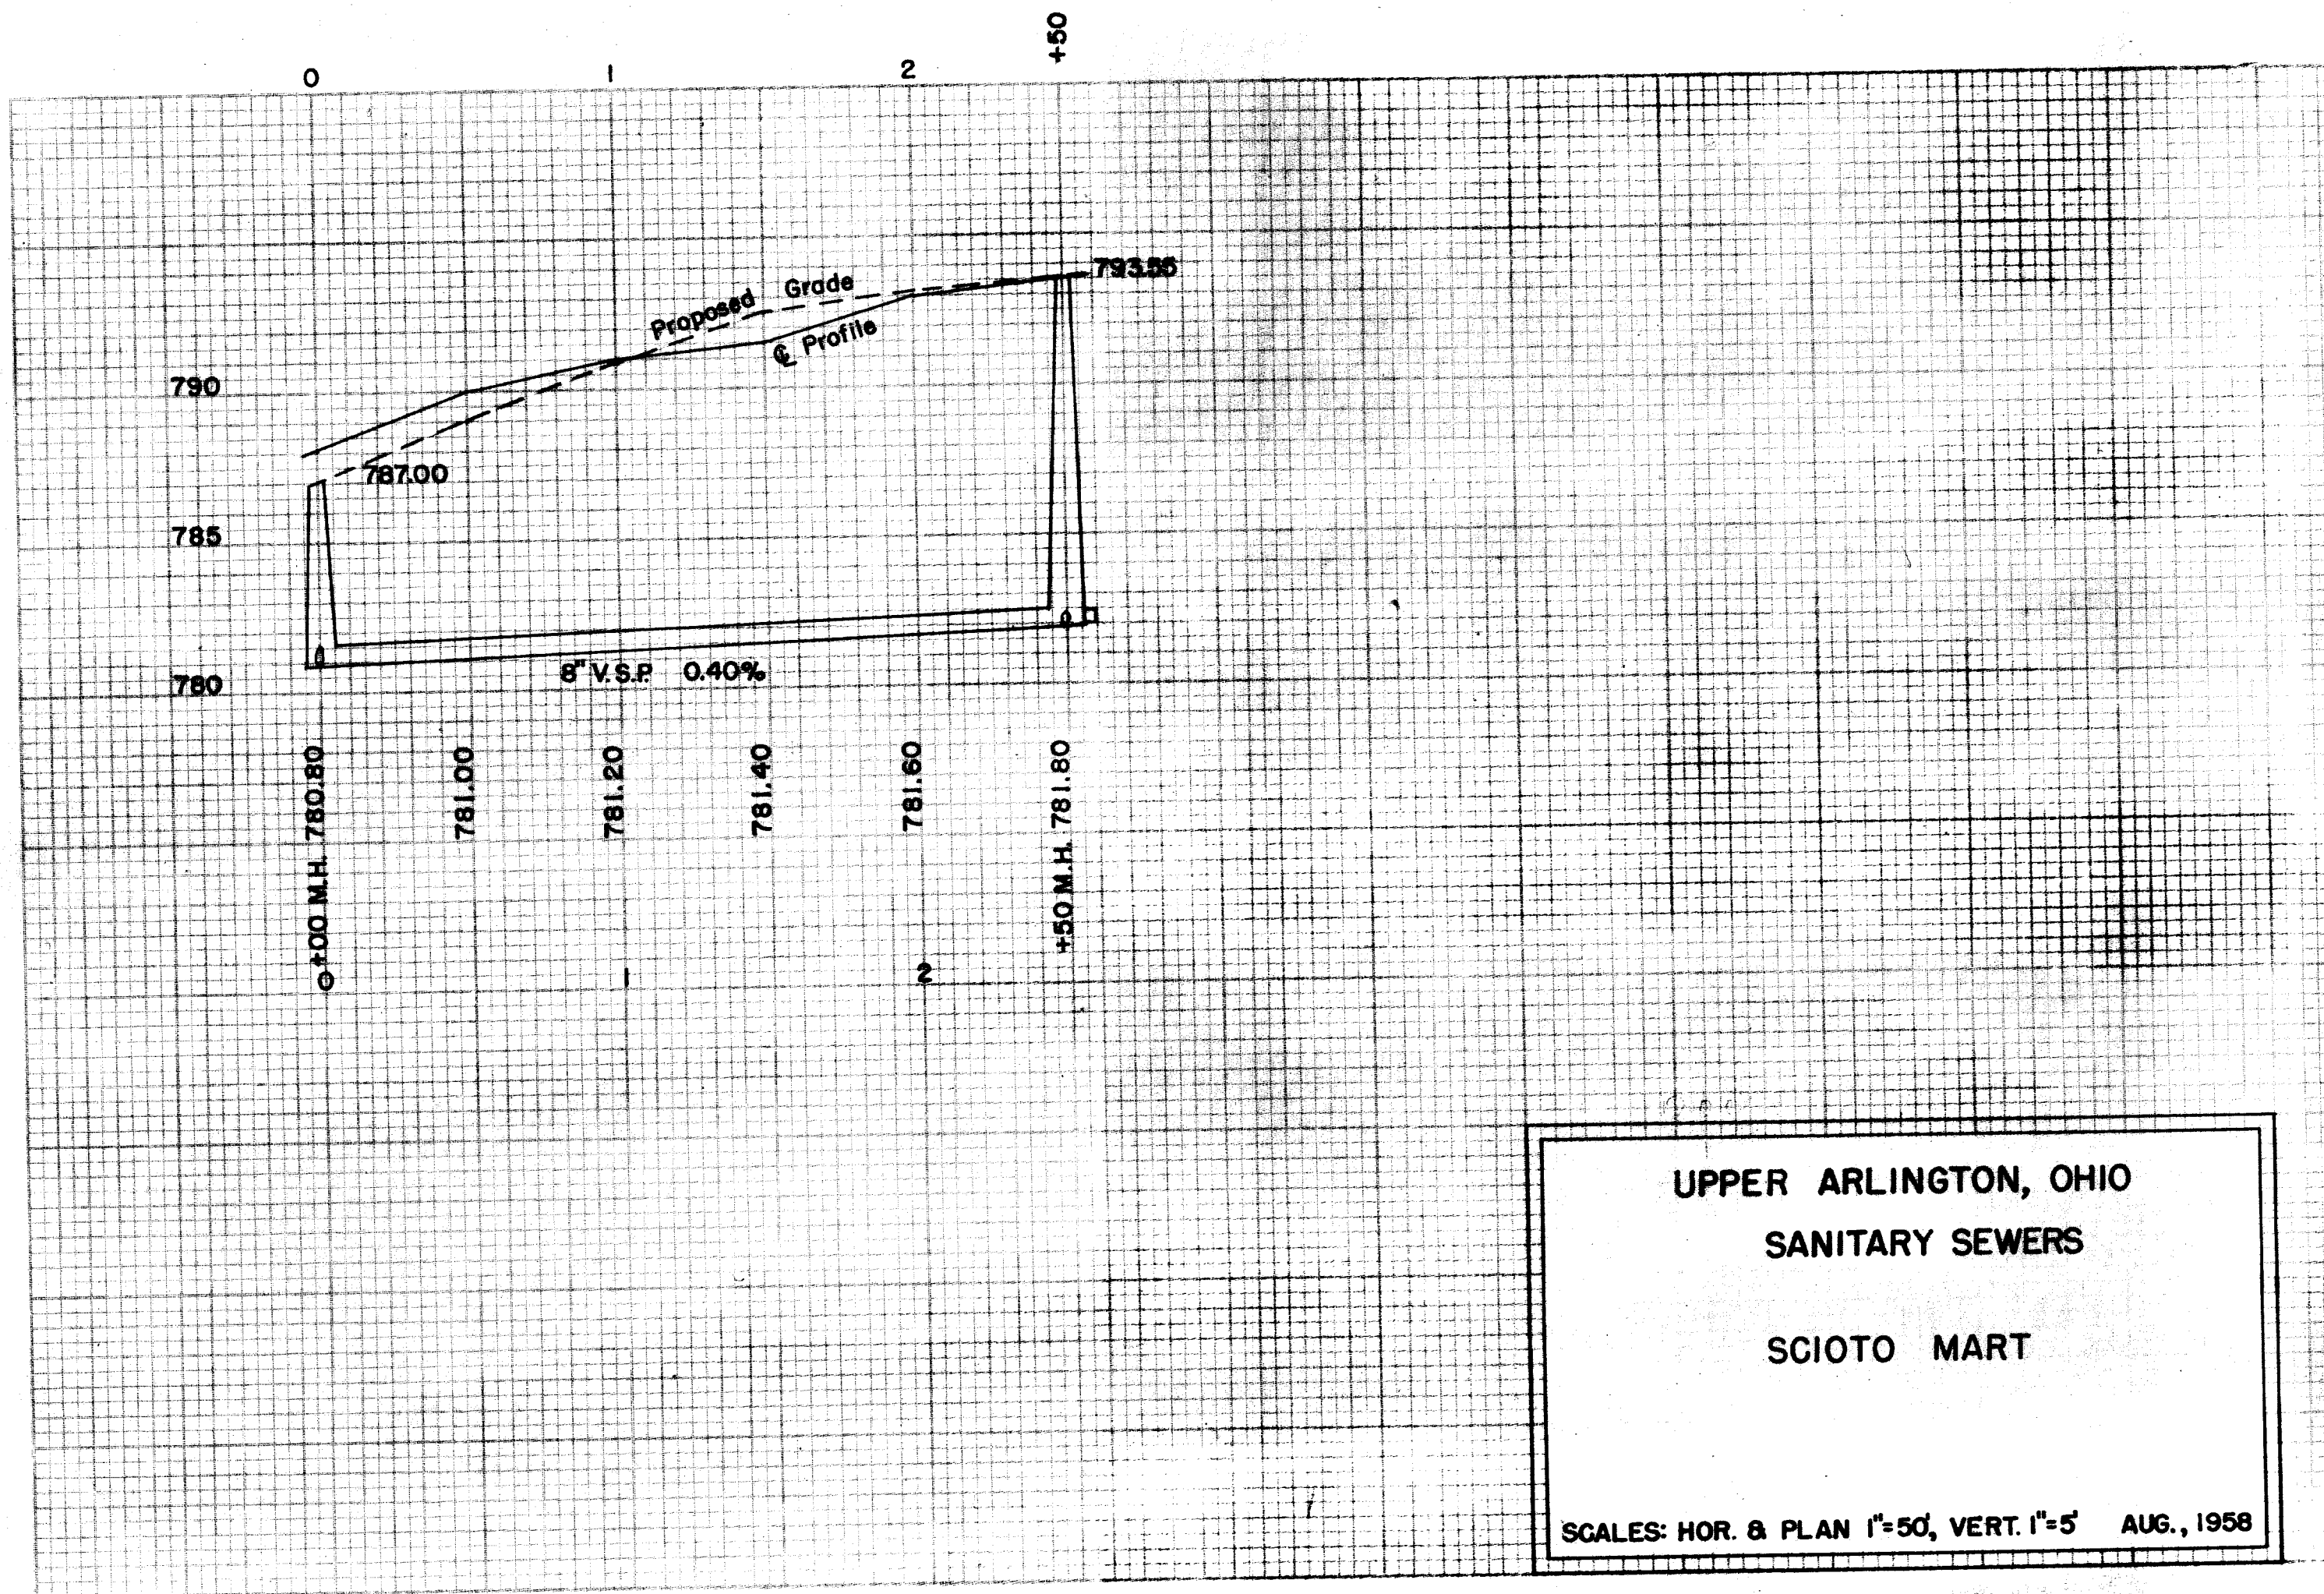 0 1 2 +50
793.55
Proposed Grade
℄ Profile
790
787.00
785
8" V.S.P. 0.40%
780
0+00 M.H. 780.80
781.00
781.20
781.40
781.60
+50 M.H. 781.80
1 2
UPPER ARLINGTON, OHIO
SANITARY SEWERS
SCIOTO MART
SCALES: HOR. & PLAN 1"=50', VERT. 1"=5' AUG., 1958